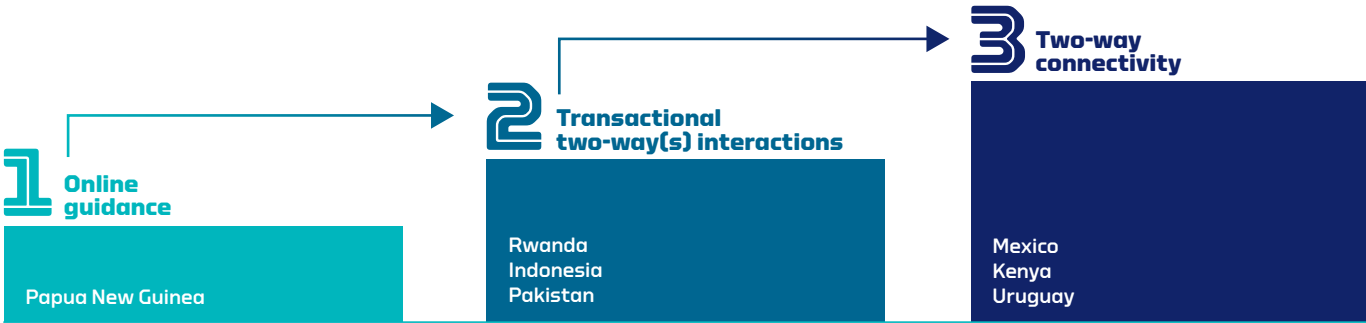 1
Online
guidance
Papua New Guinea
2
Transactional
two-way(s) interactions
Rwanda
Indonesia
Pakistan
3
Two-way
connectivity
Mexico
Kenya
Uruguay